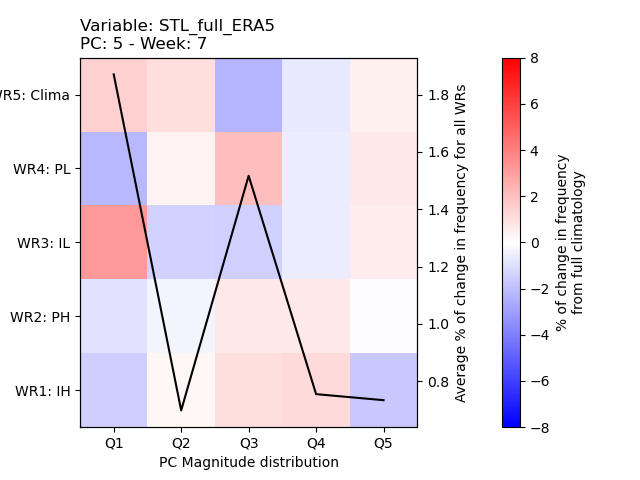 Variable: STL_full_ERA5
PC: 5 - Week: 7
WR5: Clima
WR4: PL
WR3: IL
WR2: PH
WR1: IH
Q1 Q2 Q3 Q4 Q5
PC Magnitude distribution
1.8
1.6
1.4
1.2
1.0
0.8
Average % of change in frequency for all WRs
8
6
4
2
0
−2
−4
−6
−8
% of change in frequency
from full climatology